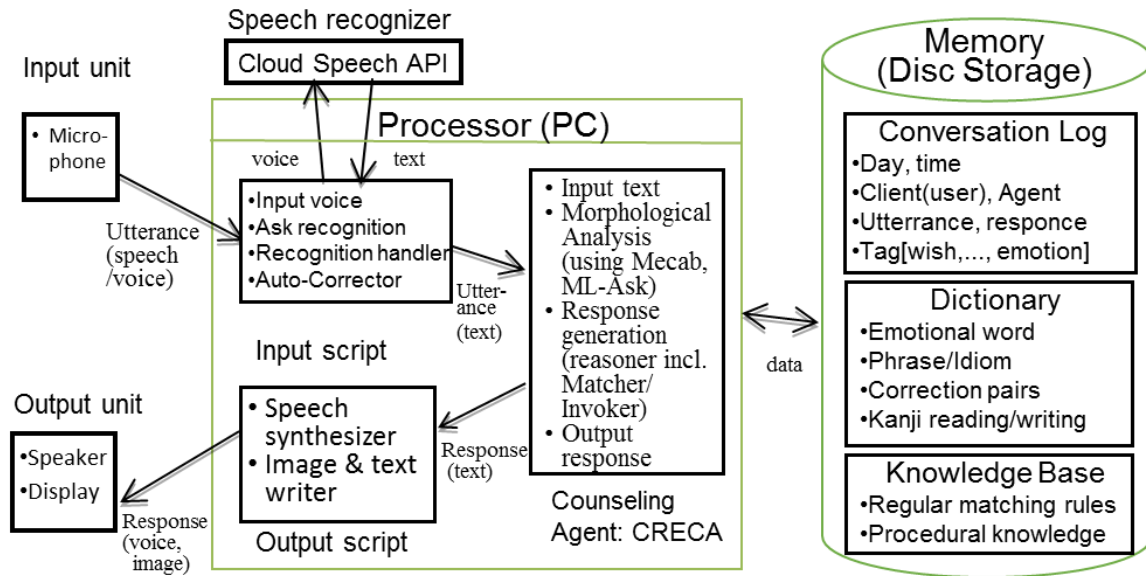 Speech recognizer
Cloud Speech API
Input unit
• Micro-
phone
Utterance
(speech
/voice)
Processor (PC)
voice
text
•Input voice
•Ask recognition
•Recognition handler
•Auto-Corrector
Input script
Utter-
ance
(text)
• Input text
• Morphological
Analysis
(using Mecab,
ML-Ask)
• Response
generation
(reasoner incl.
Matcher/
Invoker)
• Output
response
Counseling
Agent: CRECA
Response
(text)
• Speech
synthesizer
• Image & text
writer
Output script
Output unit
•Speaker
•Display
Response
(voice,
image)
data
Memory
(Disc Storage)
Conversation Log
•Day, time
•Client(user), Agent
•Utterrance, responce
•Tag[wish,..., emotion]
Dictionary
•Emotional word
•Phrase/Idiom
•Correction pairs
•Kanji reading/writing
Knowledge Base
•Regular matching rules
•Procedural knowledge